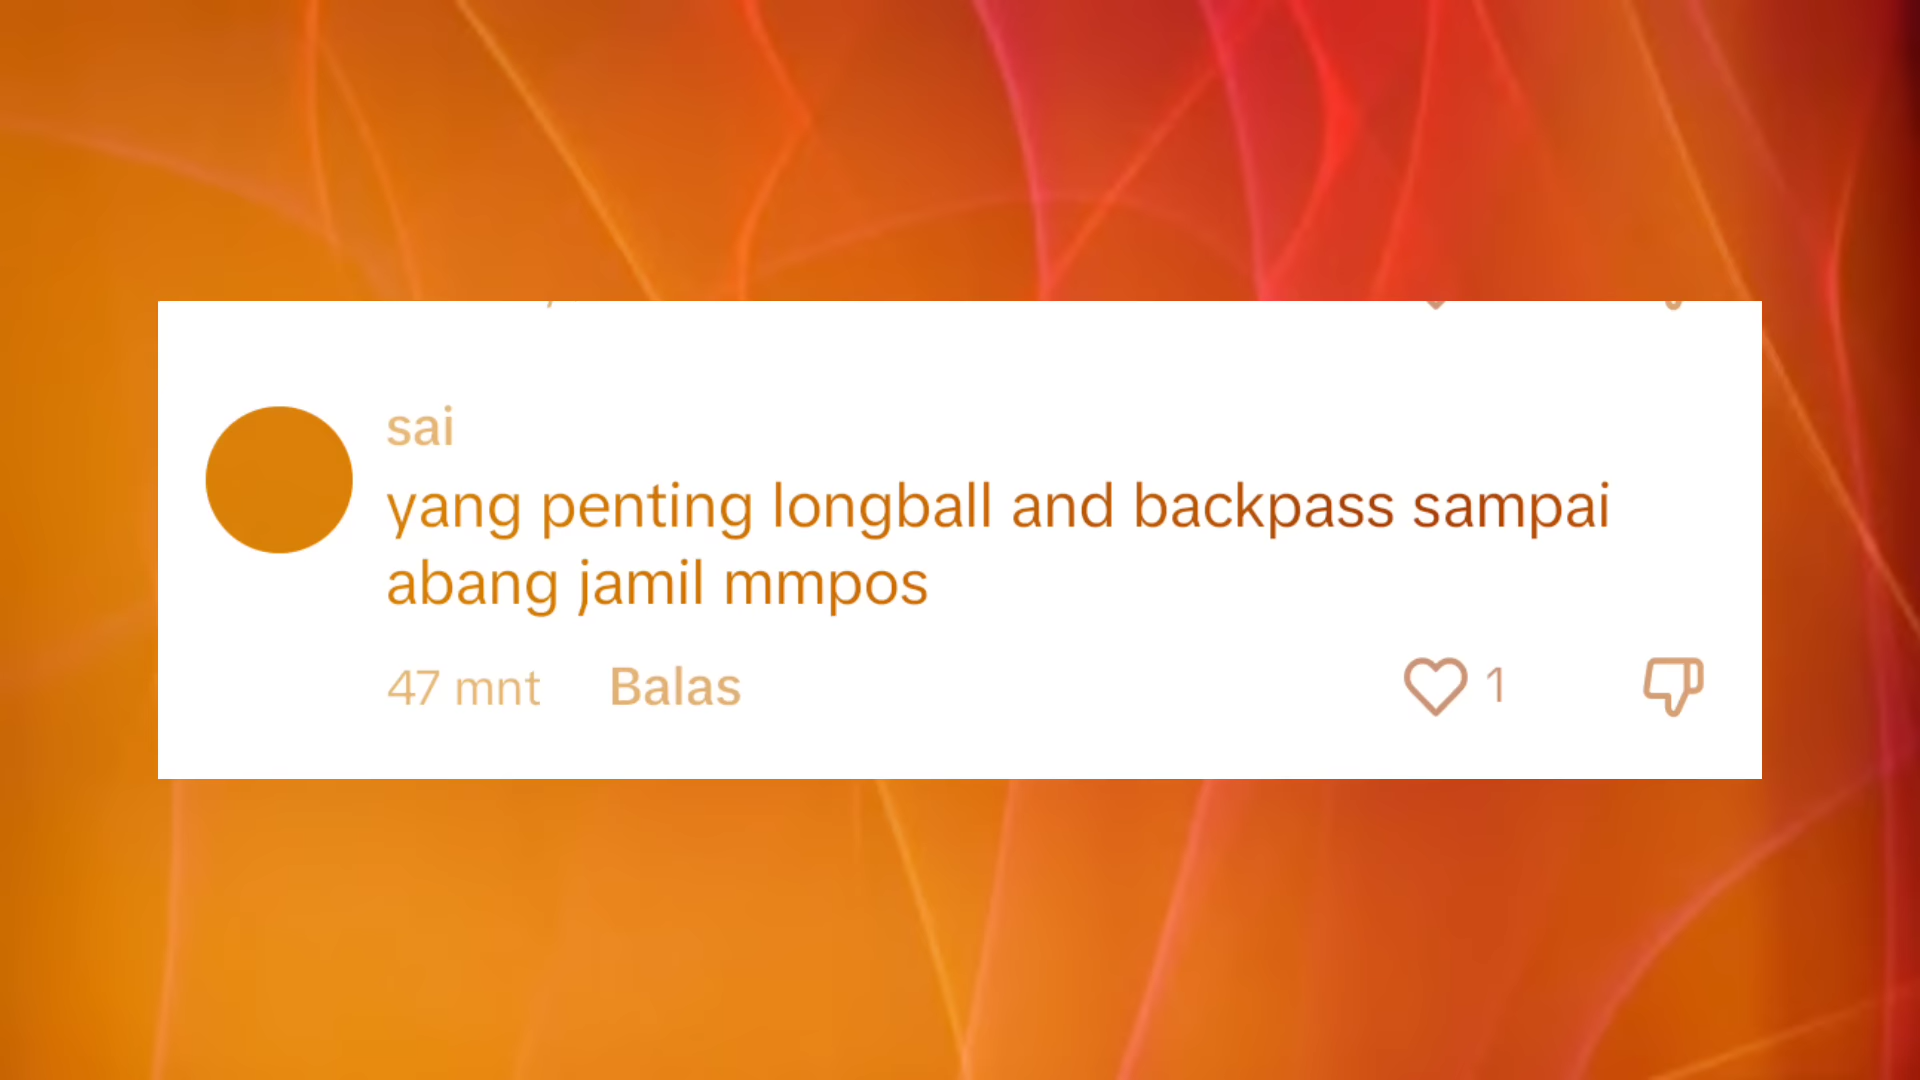 sai
yang penting longball and backpass sampai
abang jamil mmpos
47 mnt Balas 1